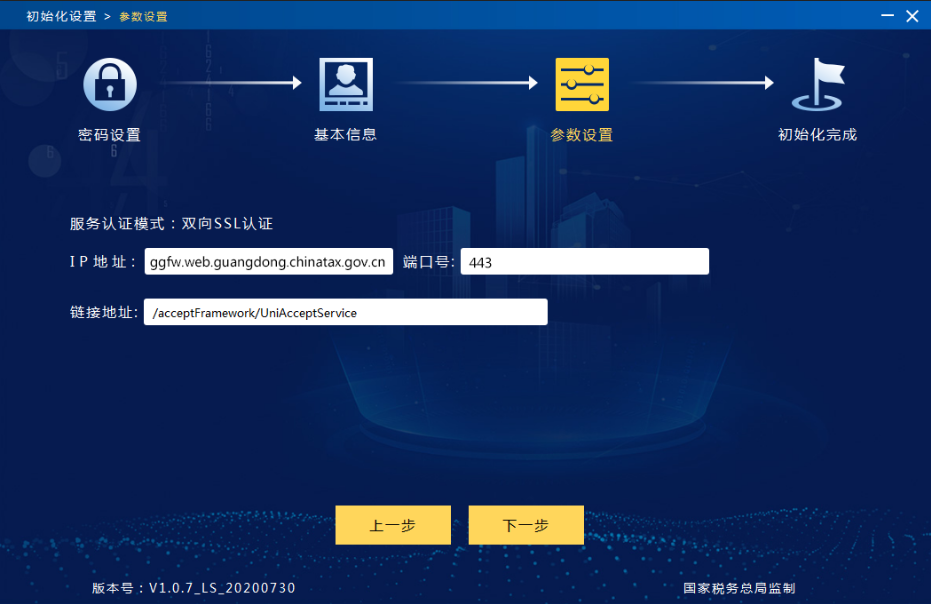 初始化设置 > 参数设置
密码设置 基本信息 参数设置 初始化完成
服务认证模式：双向SSL认证
IP地址： ggfw.web.guangdong.chinatax.gov.cn 端口号: 443
链接地址: /acceptFramework/UniAcceptService
上一步 下一步
版本号：V1.0.7_LS_20200730 国家税务总局监制